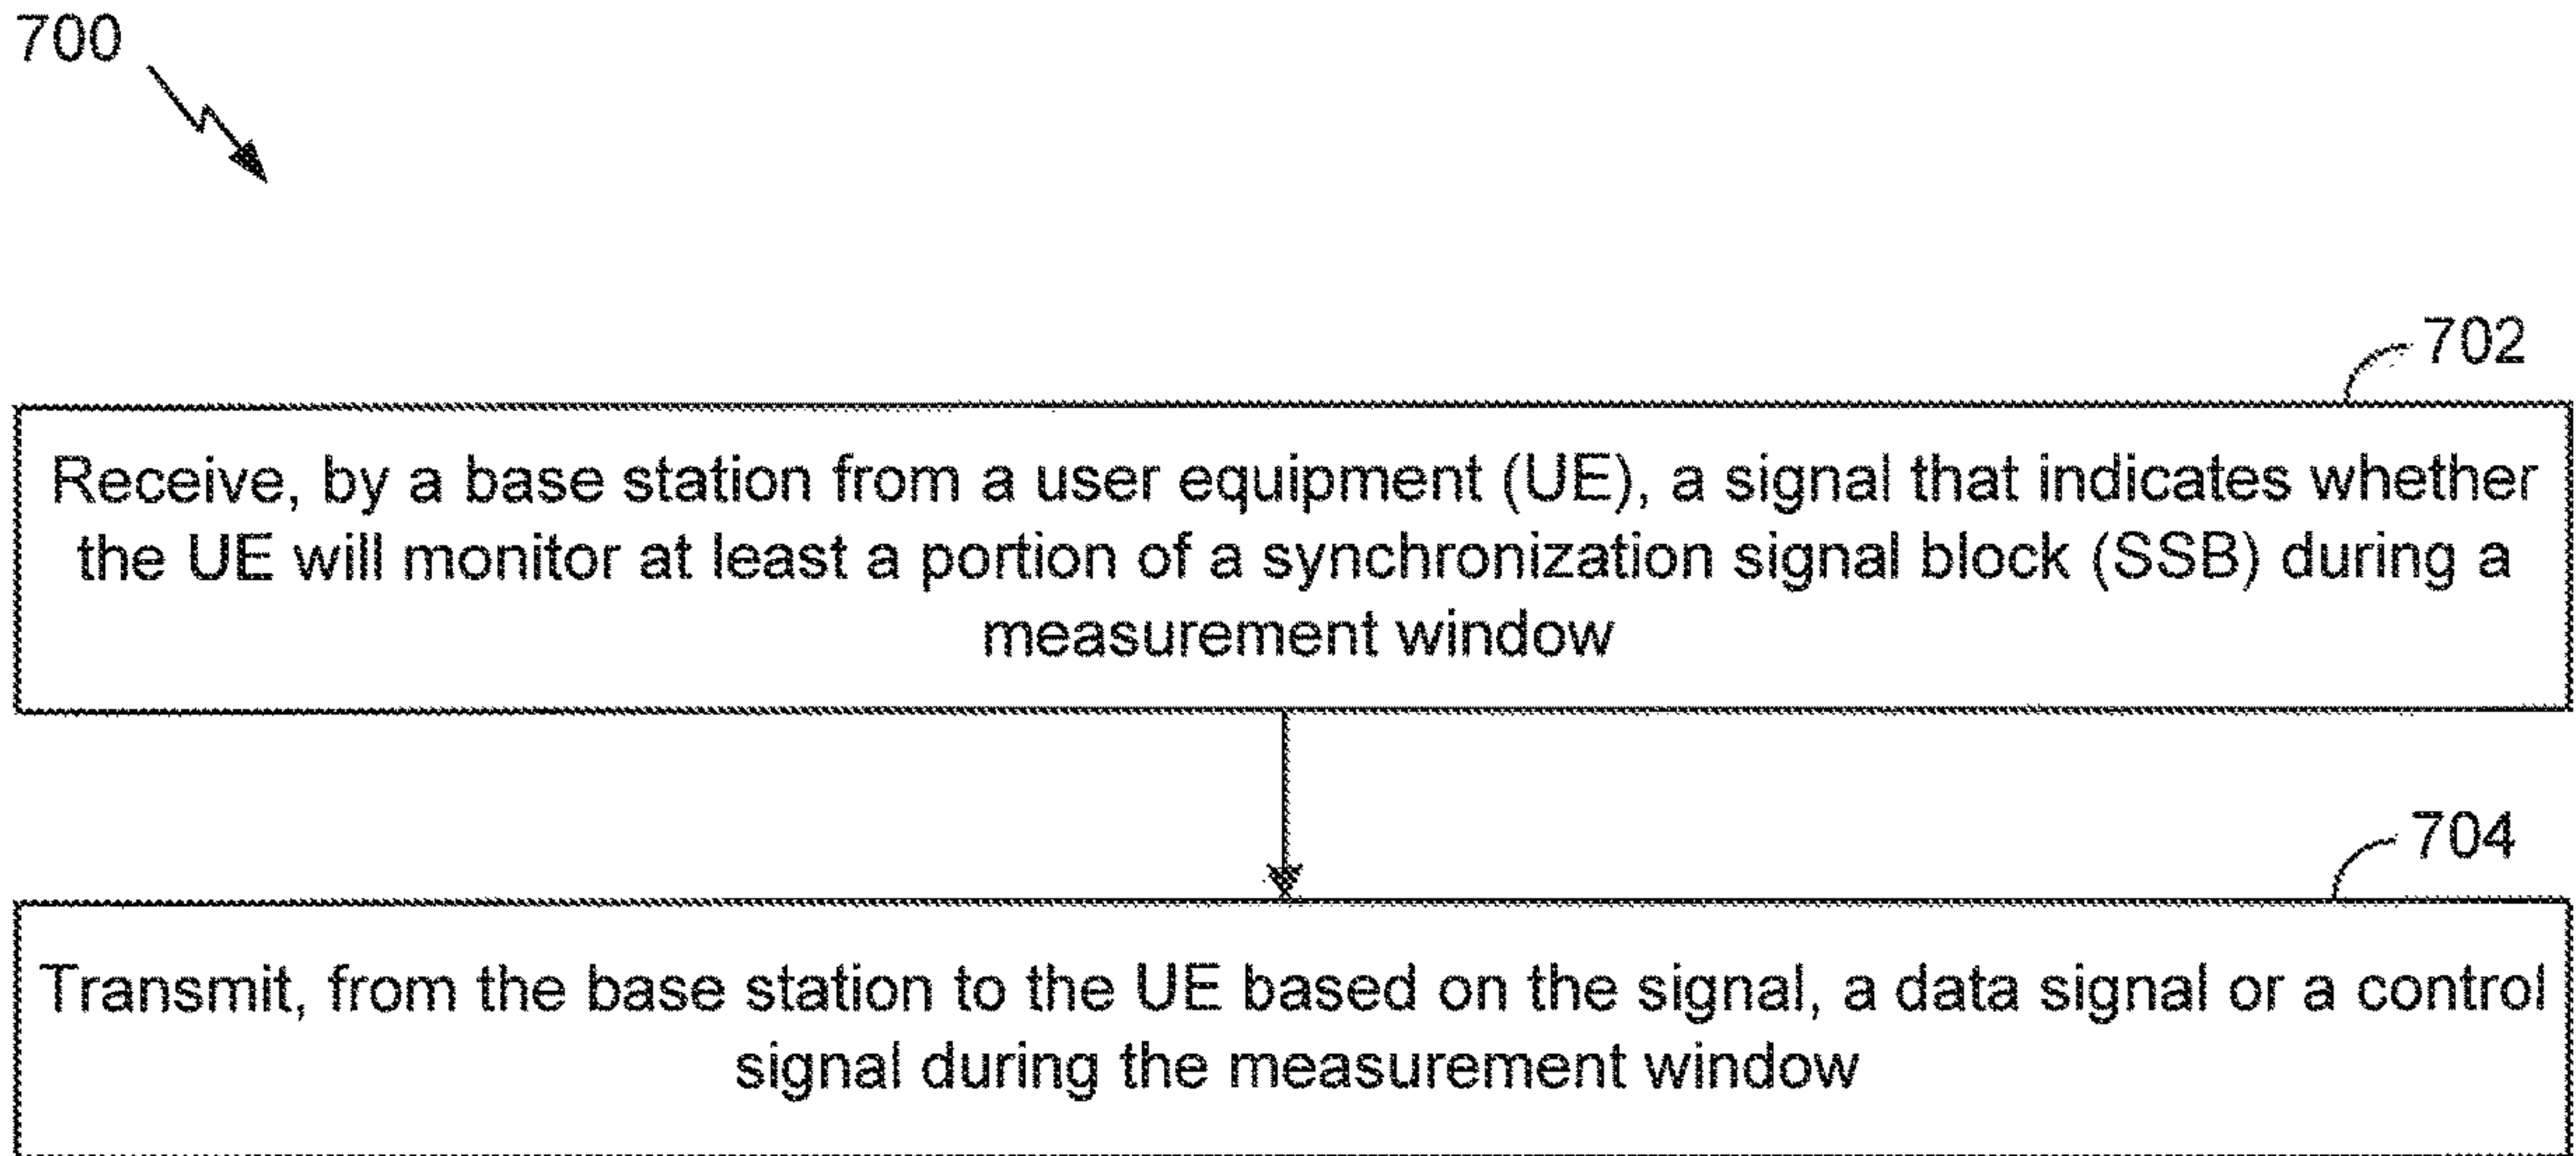 700
702
Receive, by a base station from a user equipment (UE), a signal that indicates whether
the UE will monitor at least a portion of a synchronization signal block (SSB) during a
measurement window
704
Transmit, from the base station to the UE based on the signal, a data signal or a control
signal during the measurement window